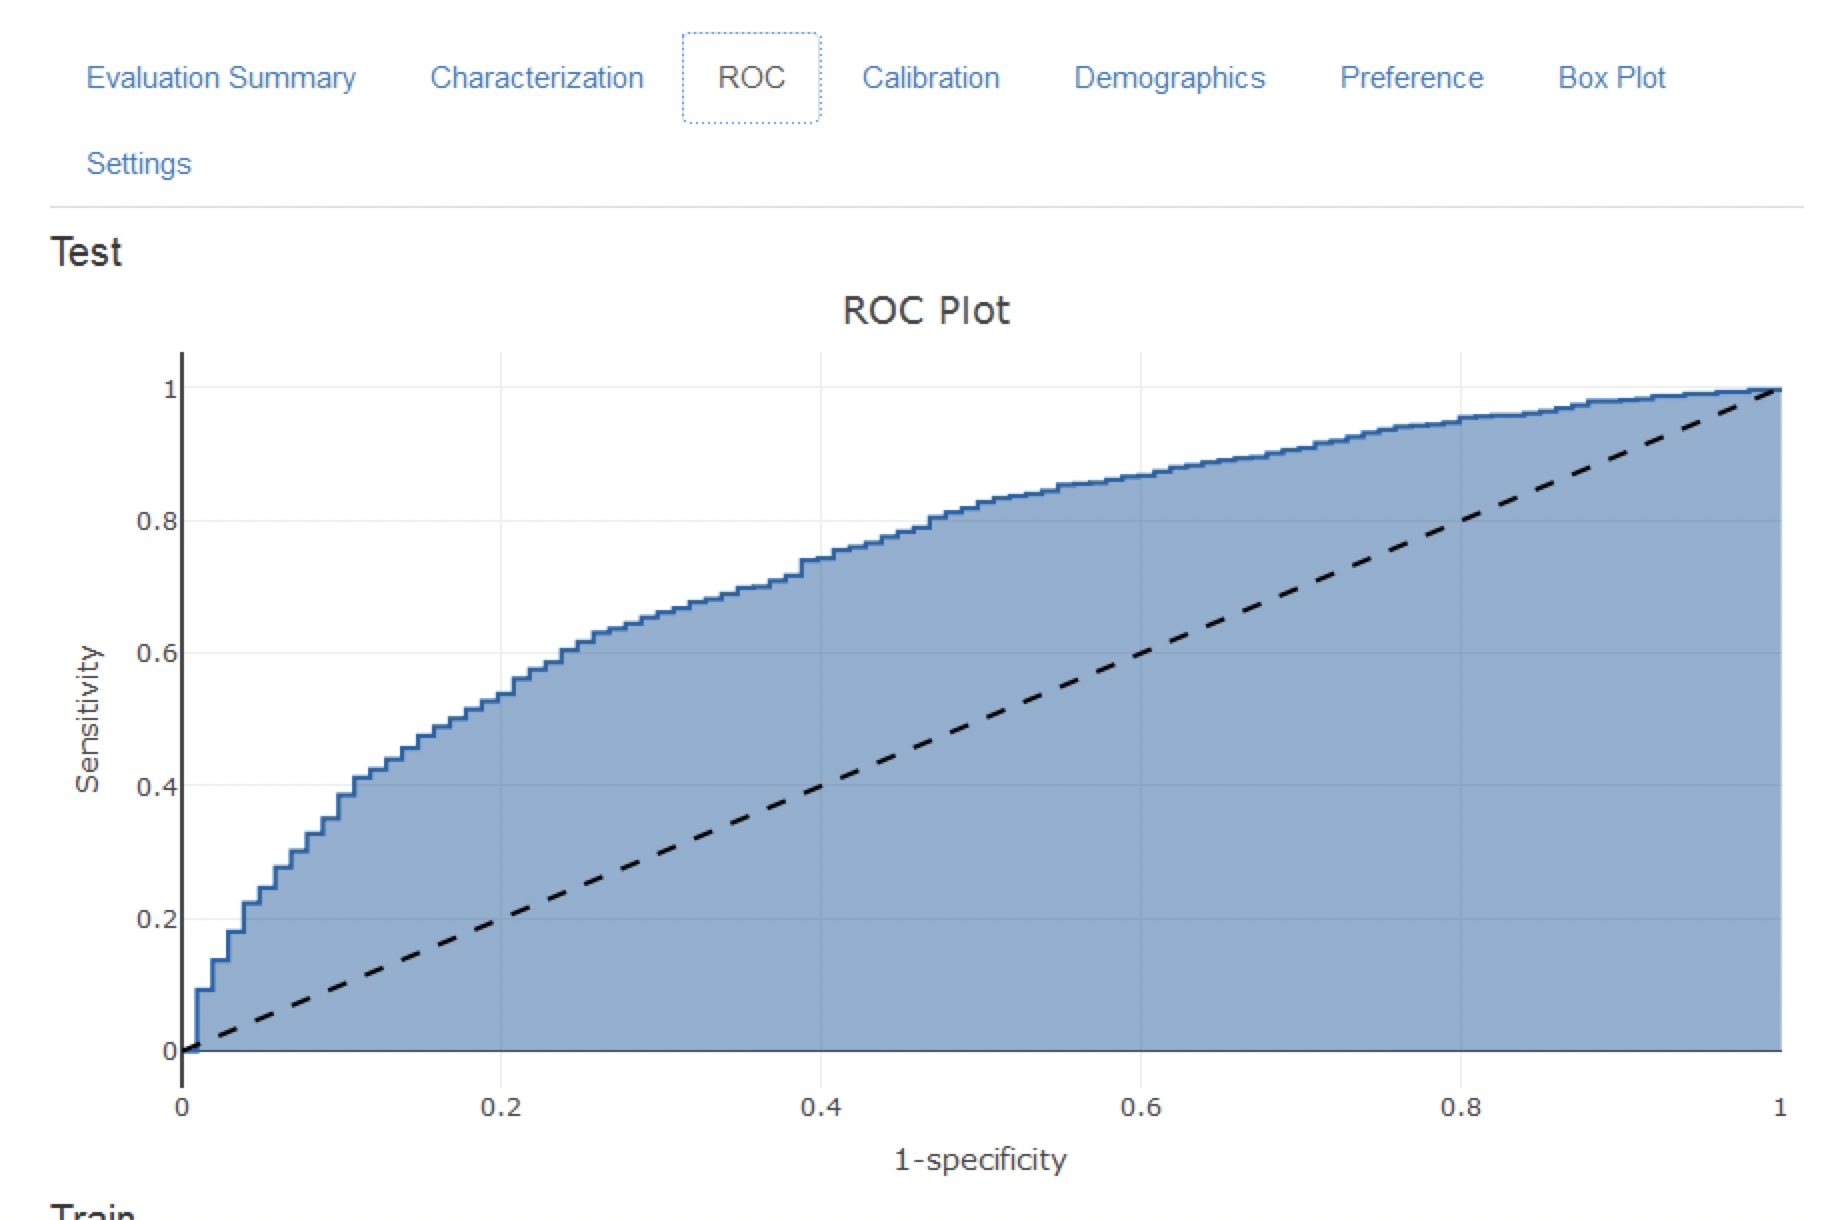 Evaluation Summary Characterization ROC Calibration Demographics Preference Box Plot
Settings
Test
ROC Plot
1
0.8
0.6
0.4
0.2
0
Sensitivity
0 0.2 0.4 0.6 0.8 1
1-specificity
Train